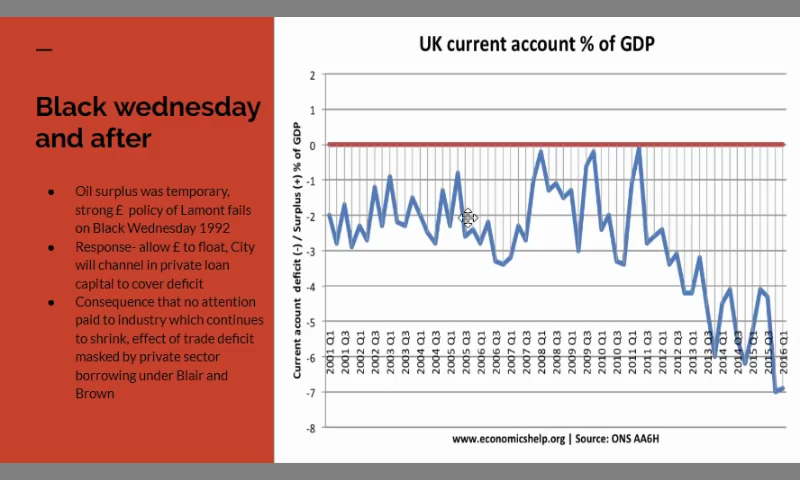 Black wednesday
and after
● Oil surplus was temporary,
strong £ policy of Lamont fails
on Black Wednesday 1992
● Response- allow £ to float, City
will channel in private loan
capital to cover deficit
● Consequence that no attention
paid to industry which continues
to shrink, effect of trade deficit
masked by private sector
borrowing under Blair and
Brown
UK current account % of GDP
Current account deficit (-) / Surplus (+) % of GDP
2
1
0
-1
-2
-3
-4
-5
-6
-7
-8
2001 Q1
2001 Q3
2002 Q1
2002 Q3
2003 Q1
2003 Q3
2004 Q1
2004 Q3
2005 Q1
2005 Q3
2006 Q1
2006 Q3
2007 Q1
2007 Q3
2008 Q1
2008 Q3
2009 Q1
2009 Q3
2010 Q1
2010 Q3
2011 Q1
2011 Q3
2012 Q1
2012 Q3
2013 Q1
2013 Q3
2014 Q1
2014 Q3
2015 Q1
2015 Q3
2016 Q1
www.economicshelp.org | Source: ONS AA6H